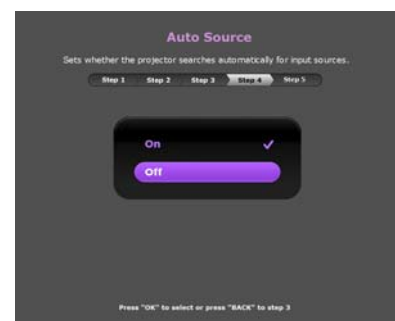 Auto Source
Sets whether the projector searches automatically for input sources.
Step 1 Step 2 Step 3 Step 4 Step 5
On
Off
Press "OK" to select or press "BACK" to step 3